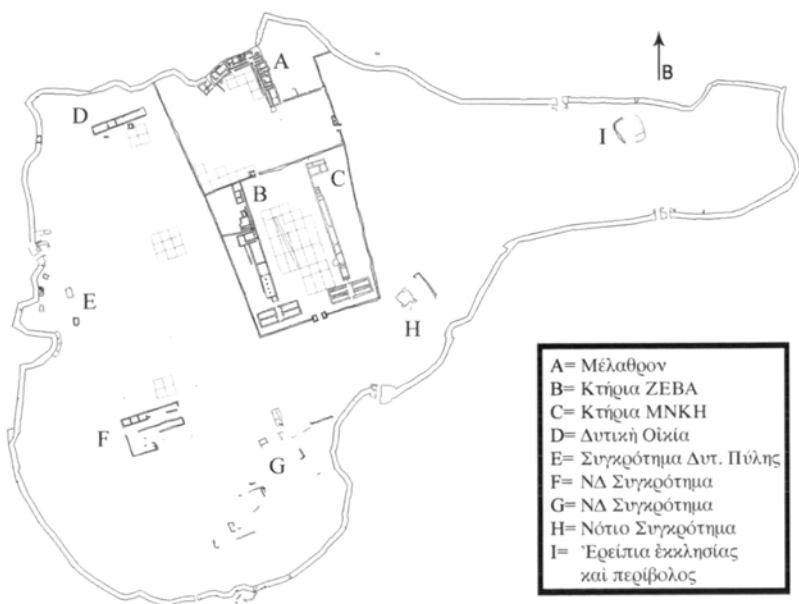 A
B
D
C
I
B
E
H
F
G
A= Μέλαθρον
B= Κτήρια ΖΕΒΑ
C= Κτήρια ΜΝΚΗ
D= Δυτικὴ Οἰκία
E= Συγκρότημα Δυτ. Πύλης
F= ΝΔ Συγκρότημα
G= ΝΔ Συγκρότημα
H= Νότιο Συγκρότημα
I= Ἐρείπια ἐκκλησίας
καὶ περίβολος